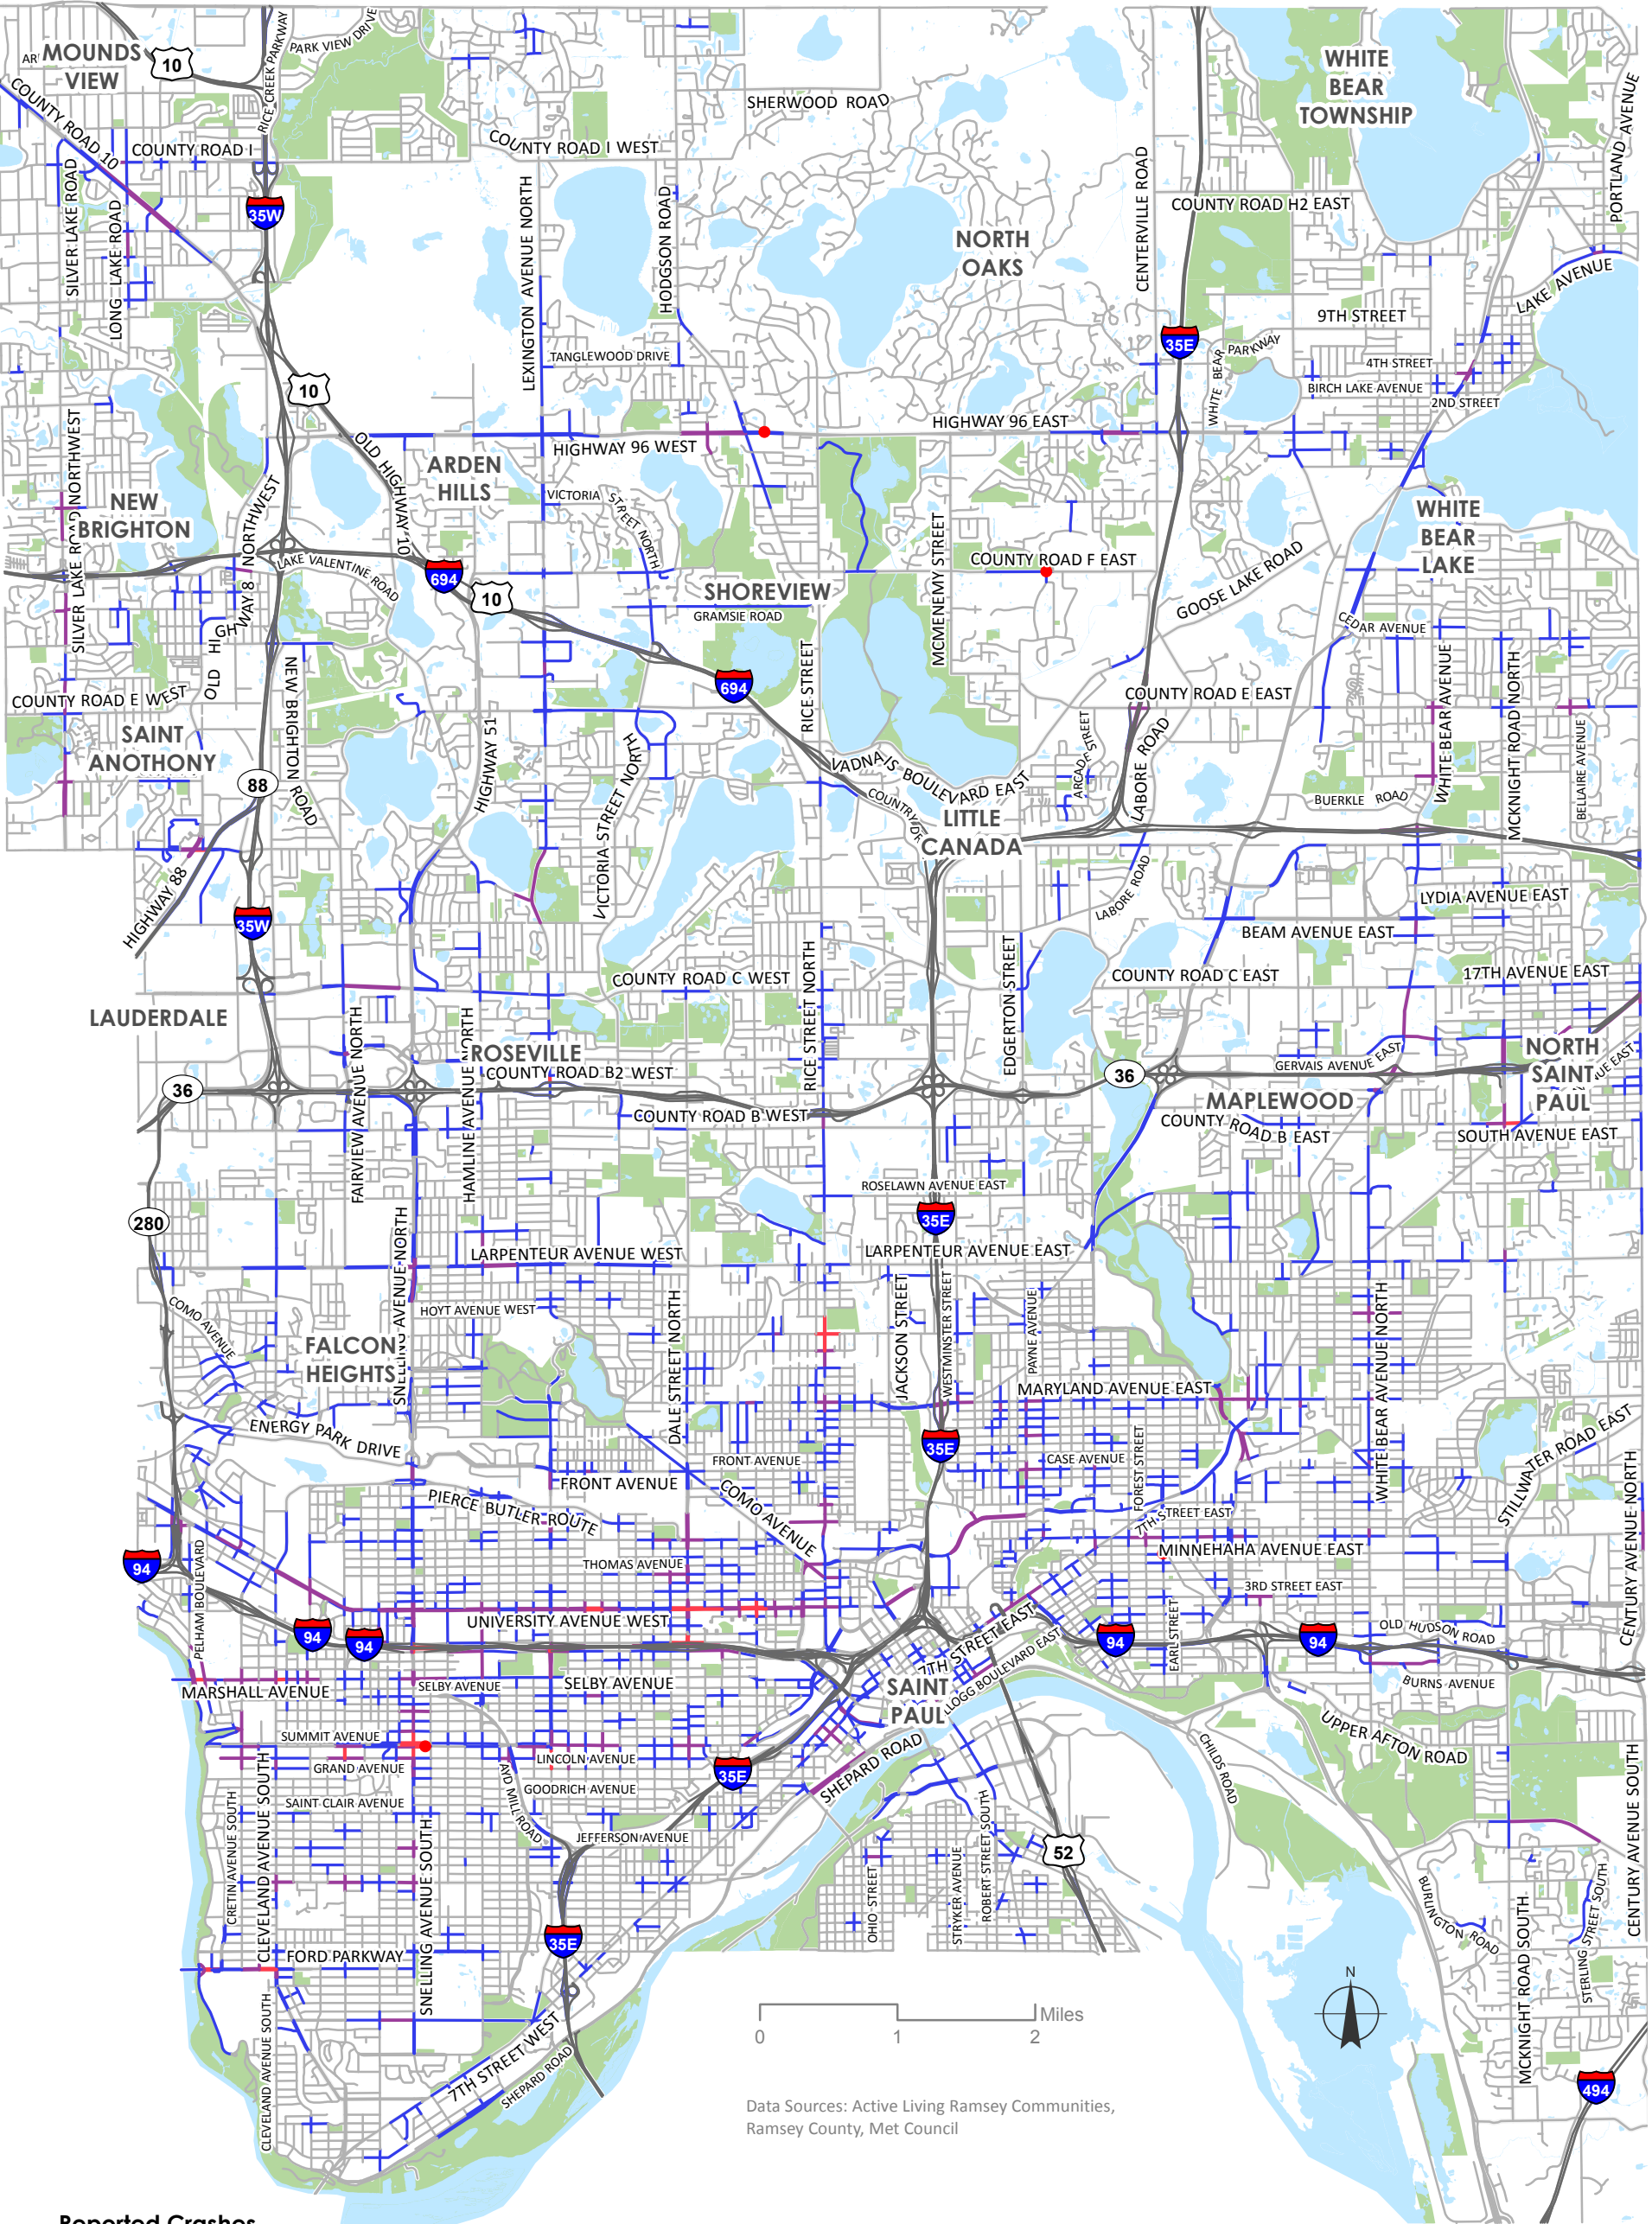 MOUNDS
VIEW
10
RICE CREEK PARKWAY
PARK VIEW DRIVE
COUNTY ROAD 10
COUNTY ROAD I
COUNTY ROAD I WEST
SHERWOOD ROAD
WHITE
BEAR
TOWNSHIP
PORTLAND AVENUE
SILVER LAKE ROAD
LONG LAKE ROAD
35W
LEXINGTON AVENUE NORTH
HODGSON ROAD
NORTH
OAKS
CENTERVILLE ROAD
COUNTY ROAD H2 EAST
LAKE AVENUE
9TH STREET
35E
WHITE BEAR PARKWAY
4TH STREET
BIRCH LAKE AVENUE
2ND STREET
TANGLEWOOD DRIVE
10
OLD HIGHWAY 10
HIGHWAY 96 EAST
HIGHWAY 96 WEST
ARDEN
HILLS
VICTORIA STREET NORTH
SILVER LAKE ROAD NORTHWEST
NEW
BRIGHTON
OLD HIGHWAY 8 NORTHWEST
LAKE VALENTINE ROAD
694
10
SHOREVIEW
GRAMSIE ROAD
MCMENEMY STREET
COUNTY ROAD F EAST
GOOSE LAKE ROAD
WHITE
BEAR
LAKE
CEDAR AVENUE
SILVER LAKE ROAD
COUNTY ROAD E WEST
NEW BRIGHTON ROAD
694
RICE STREET
COUNTY ROAD E EAST
WHITE BEAR AVENUE
MCKNIGHT ROAD NORTH
BELLAIRE AVENUE
SAINT
ANOTHONY
88
HIGHWAY 51
VICTORIA STREET NORTH
VADNAIS BOULEVARD EAST
COUNTRY DR
ARCADE STREET
LABORE ROAD
BUERKLE ROAD
LITTLE
CANADA
HIGHWAY 88
35W
LABORE ROAD
LYDIA AVENUE EAST
BEAM AVENUE EAST
COUNTY ROAD C WEST
RICE STREET NORTH
EDGERTON STREET
COUNTY ROAD C EAST
17TH AVENUE EAST
LAUDERDALE
FAIRVIEW AVENUE NORTH
HAMLINE AVENUE NORTH
ROSEVILLE
COUNTY ROAD B2 WEST
36
36
GERVAIS AVENUE EAST
NORTH
SAINT
PAUL
COUNTY ROAD B WEST
MAPLEWOOD
COUNTY ROAD B EAST
SOUTH AVENUE EAST
280
ROSELAWN AVENUE EAST
35E
SNELLING AVENUE NORTH
LARPENTEUR AVENUE WEST
LARPENTEUR AVENUE EAST
COMO AVENUE
HOYT AVENUE WEST
FALCON
HEIGHTS
DALE STREET NORTH
JACKSON STREET
WESTMINSTER STREET
PAYNE AVENUE
WHITE BEAR AVENUE NORTH
MARYLAND AVENUE EAST
ENERGY PARK DRIVE
35E
FRONT AVENUE
FRONT AVENUE
CASE AVENUE
FOREST STREET
STILLWATER ROAD EAST
CENTURY AVENUE NORTH
PIERCE BUTLER ROUTE
COMO AVENUE
7TH STREET EAST
MINNEHAHA AVENUE EAST
THOMAS AVENUE
94
PELHAM BOULEVARD
3RD STREET EAST
UNIVERSITY AVENUE WEST
94
94
94
94
EARL STREET
OLD HUDSON ROAD
7TH STREET EAST
LOGG BOULEVARD EAST
BURNS AVENUE
MARSHALL AVENUE
SELBY AVENUE
SELBY AVENUE
SAINT
PAUL
SUMMIT AVENUE
GRAND AVENUE
LINCOLN AVENUE
GOODRICH AVENUE
35E
SHEPARD ROAD
UPPER AFTON ROAD
CHILDS ROAD
SAINT CLAIR AVENUE
AYD MILL ROAD
JEFFERSON AVENUE
CRETIN AVENUE SOUTH
CLEVELAND AVENUE SOUTH
SNELLING AVENUE SOUTH
OHIO STREET
STRYKER AVENUE
ROBERT STREET SOUTH
52
CENTURY AVENUE SOUTH
BURLINGTON ROAD
MCKNIGHT ROAD SOUTH
STERLING STREET SOUTH
FORD PARKWAY
35E
CLEVELAND AVENUE SOUTH
7TH STREET WEST
SHEPARD ROAD
N
Miles
0
1
2
494
Data Sources: Active Living Ramsey Communities,
Ramsey County, Met Council
Reported Crashes